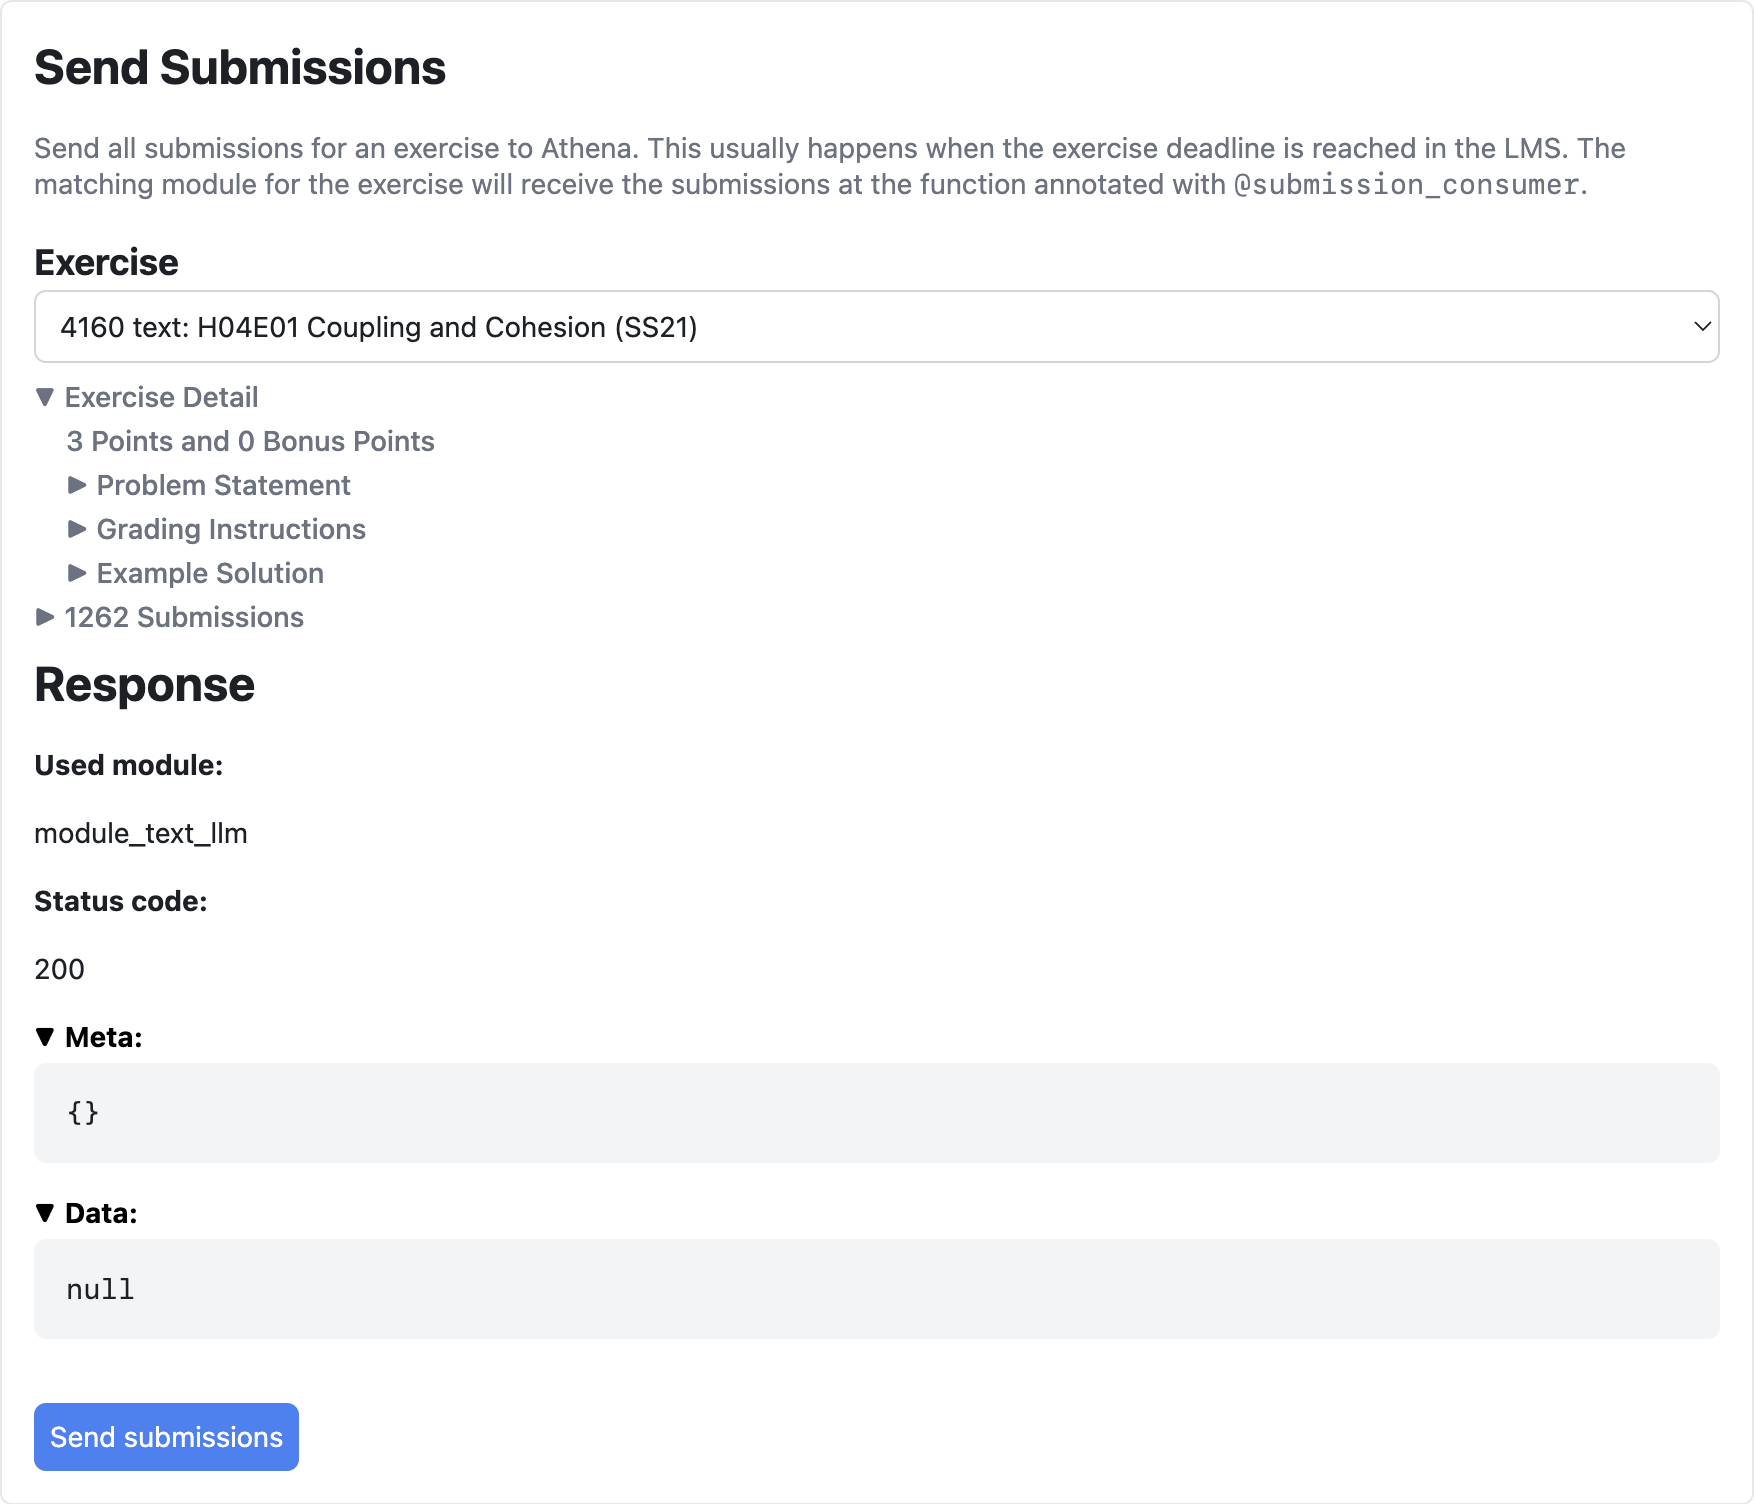 Send Submissions
Send all submissions for an exercise to Athena. This usually happens when the exercise deadline is reached in the LMS. The
matching module for the exercise will receive the submissions at the function annotated with @submission_consumer.
Exercise
4160 text: H04E01 Coupling and Cohesion (SS21)
Exercise Detail
3 Points and 0 Bonus Points
Problem Statement
Grading Instructions
Example Solution
1262 Submissions
Response
Used module:
module_text_llm
Status code:
200
Meta:
{}
Data:
null
Send submissions